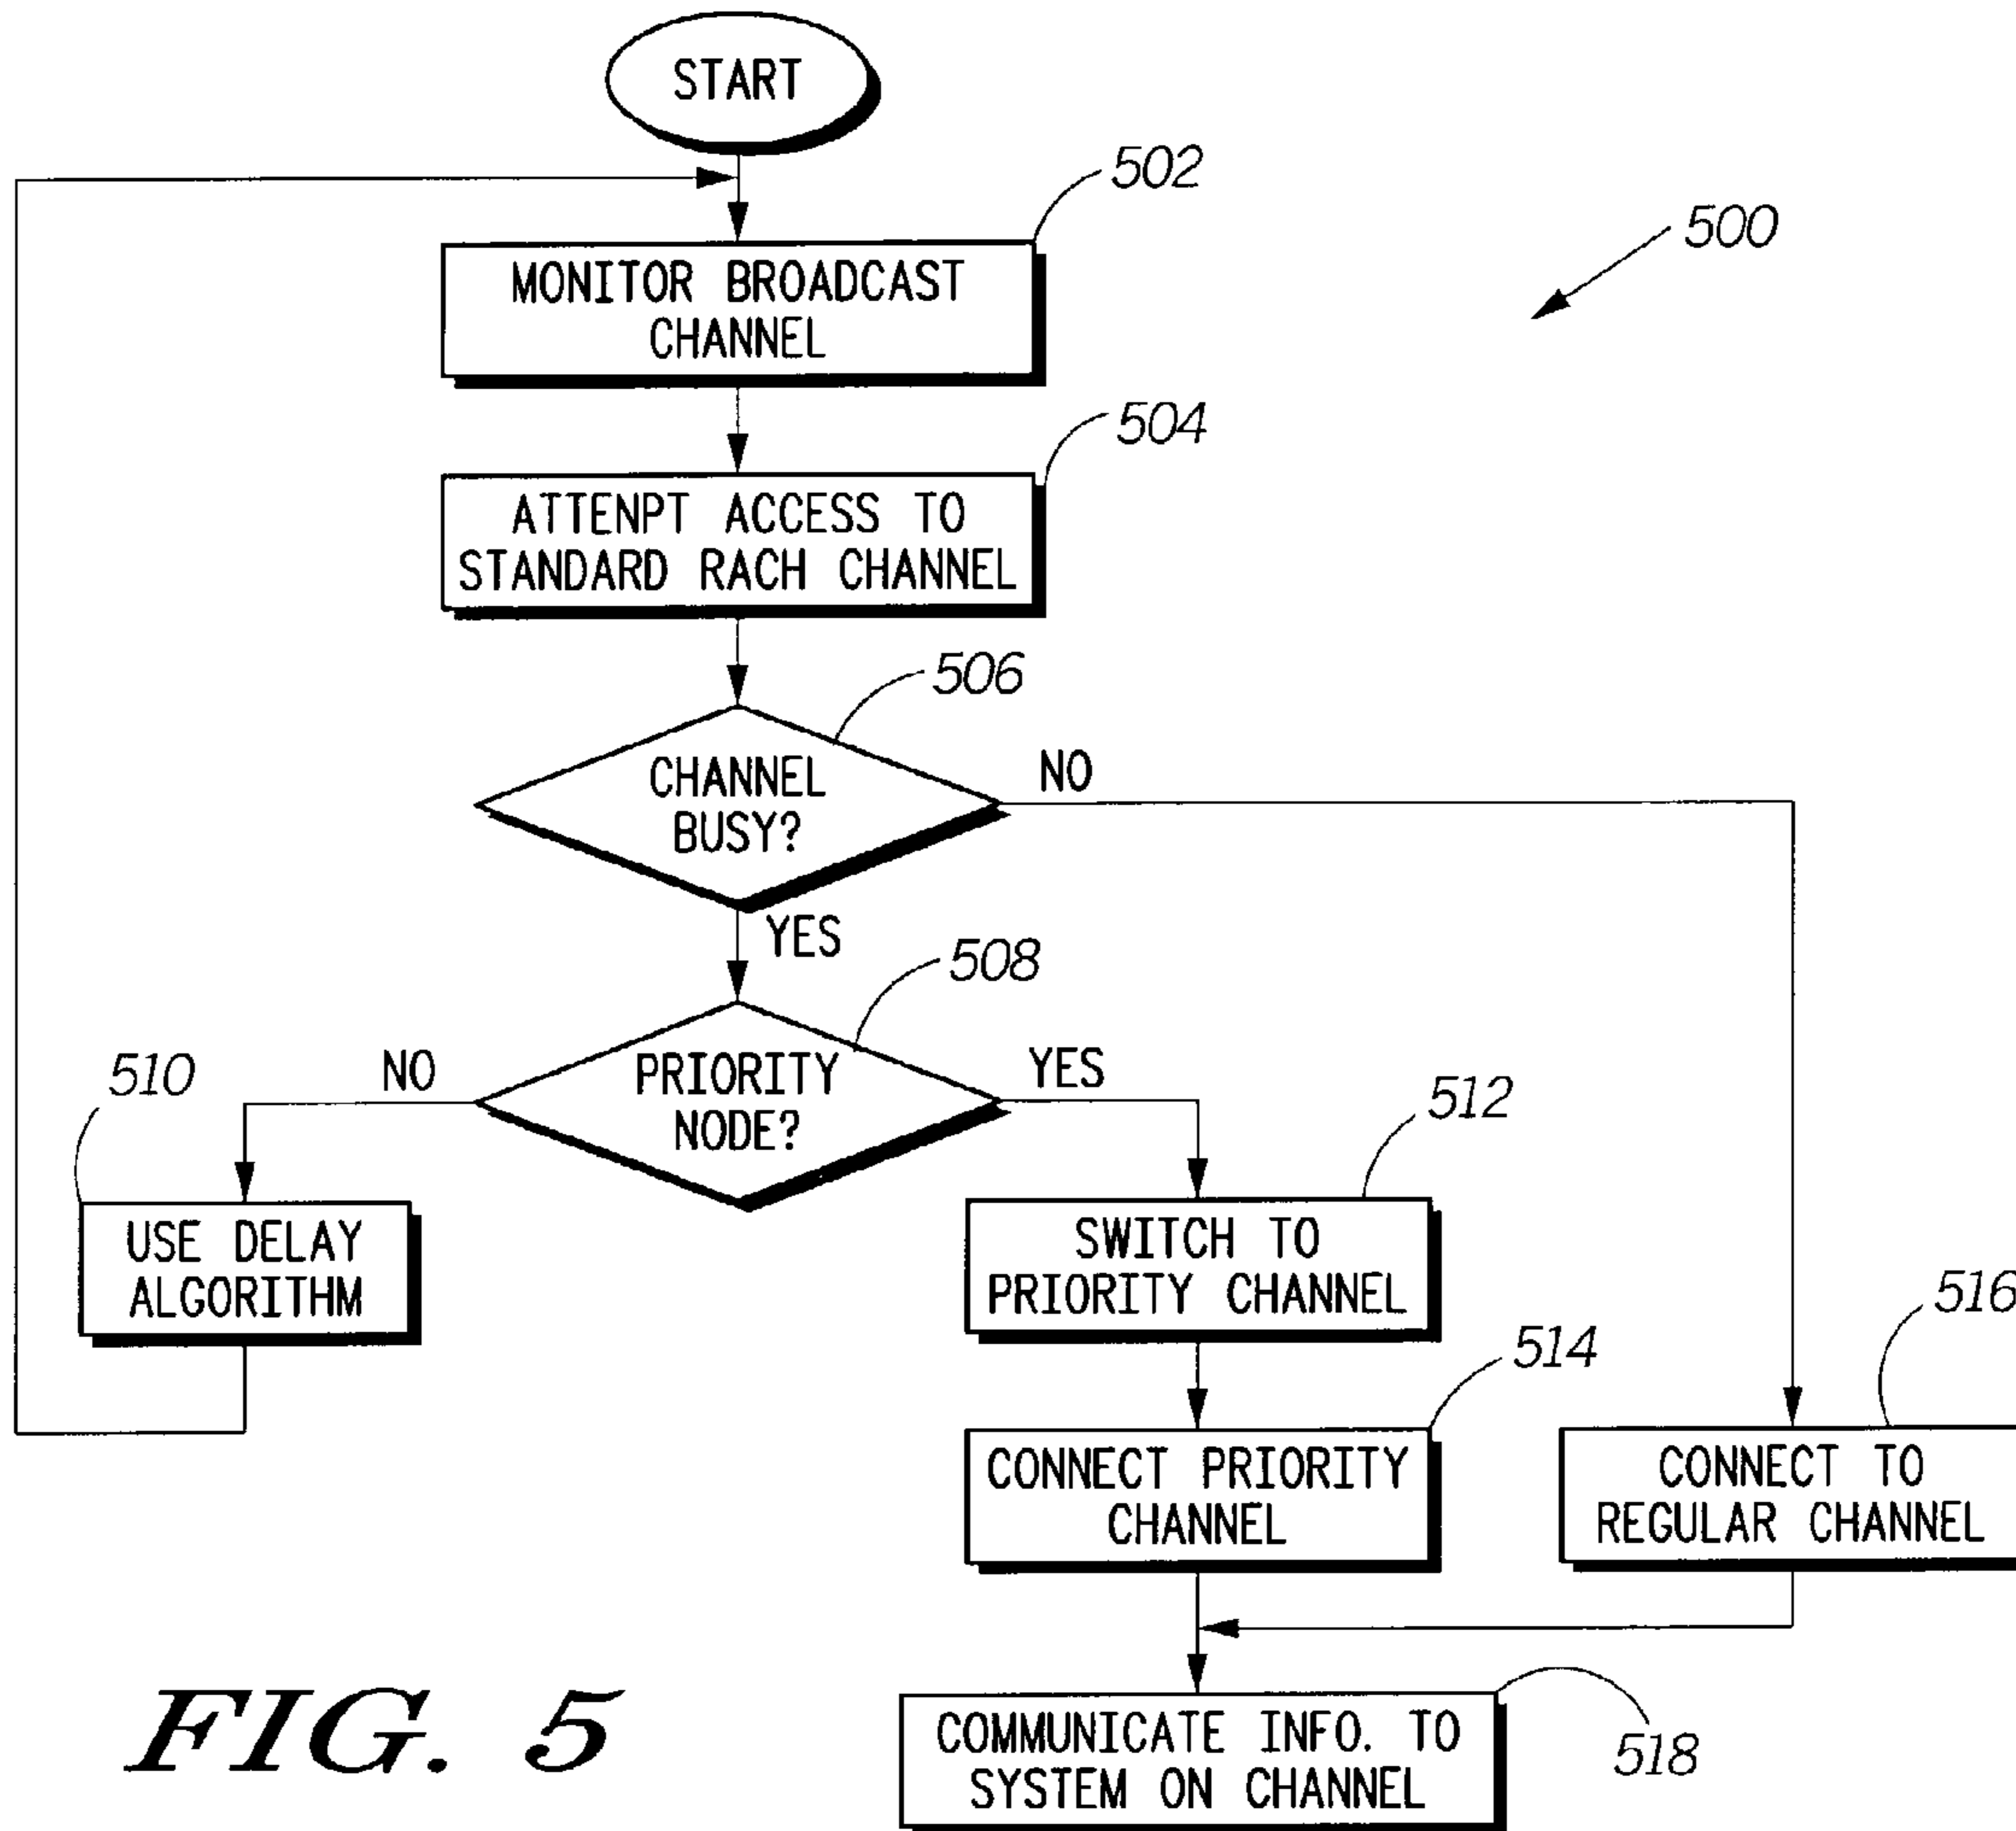 START
502
500
MONITOR BROADCAST
CHANNEL
504
ATTENPT ACCESS TO
STANDARD RACH CHANNEL
506
CHANNEL
BUSY?
NO
YES
508
PRIORITY
NODE?
NO
YES
510
512
USE DELAY
ALGORITHM
SWITCH TO
PRIORITY CHANNEL
514
516
CONNECT PRIORITY
CHANNEL
CONNECT TO
REGULAR CHANNEL
COMMUNICATE INFO. TO
SYSTEM ON CHANNEL
518
FIG. 5